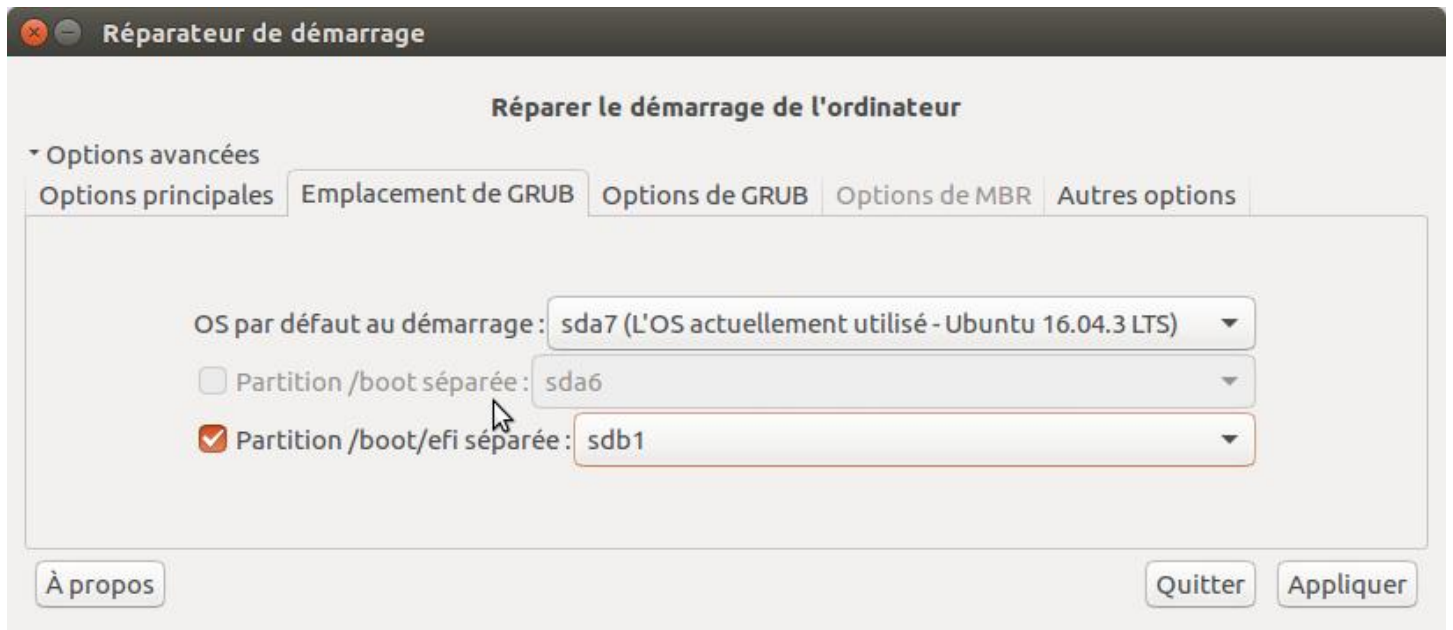 Réparateur de démarrage
Réparer le démarrage de l'ordinateur
Options avancées
Options principales Emplacement de GRUB Options de GRUB Options de MBR Autres options
OS par défaut au démarrage : sda7 (L'OS actuellement utilisé - Ubuntu 16.04.3 LTS)
Partition /boot séparée : sda6
Partition /boot/efi séparée : sdb1
À propos Quitter Appliquer